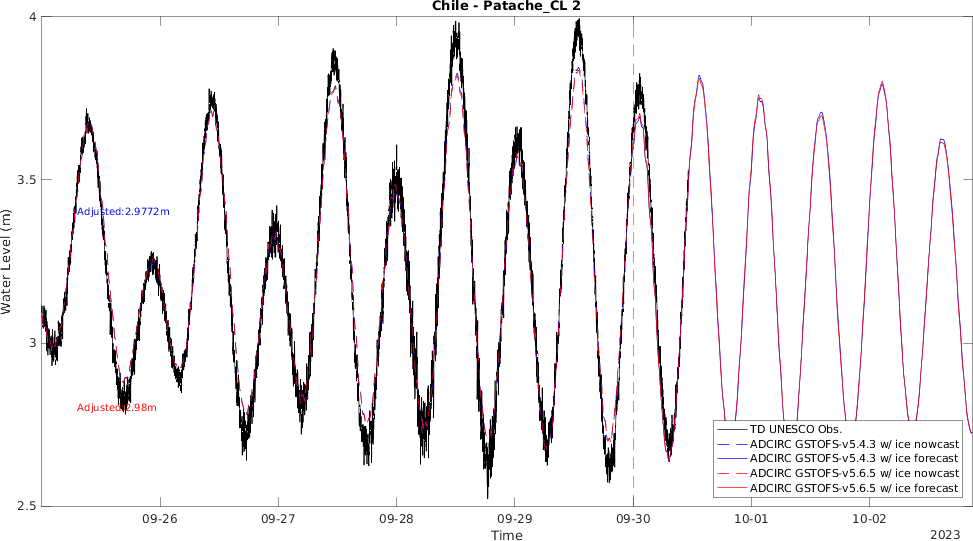 Chile - Patache_CL 2
4
3.5
3
2.5
Water Level (m)
Adjusted:2.9772m
Adjusted:2.98m
TD UNESCO Obs.
ADCIRC GSTOFS-v5.4.3 w/ ice nowcast
ADCIRC GSTOFS-v5.4.3 w/ ice forecast
ADCIRC GSTOFS-v5.6.5 w/ ice nowcast
ADCIRC GSTOFS-v5.6.5 w/ ice forecast
09-26
09-27
09-28
09-29
09-30
10-01
10-02
Time
2023